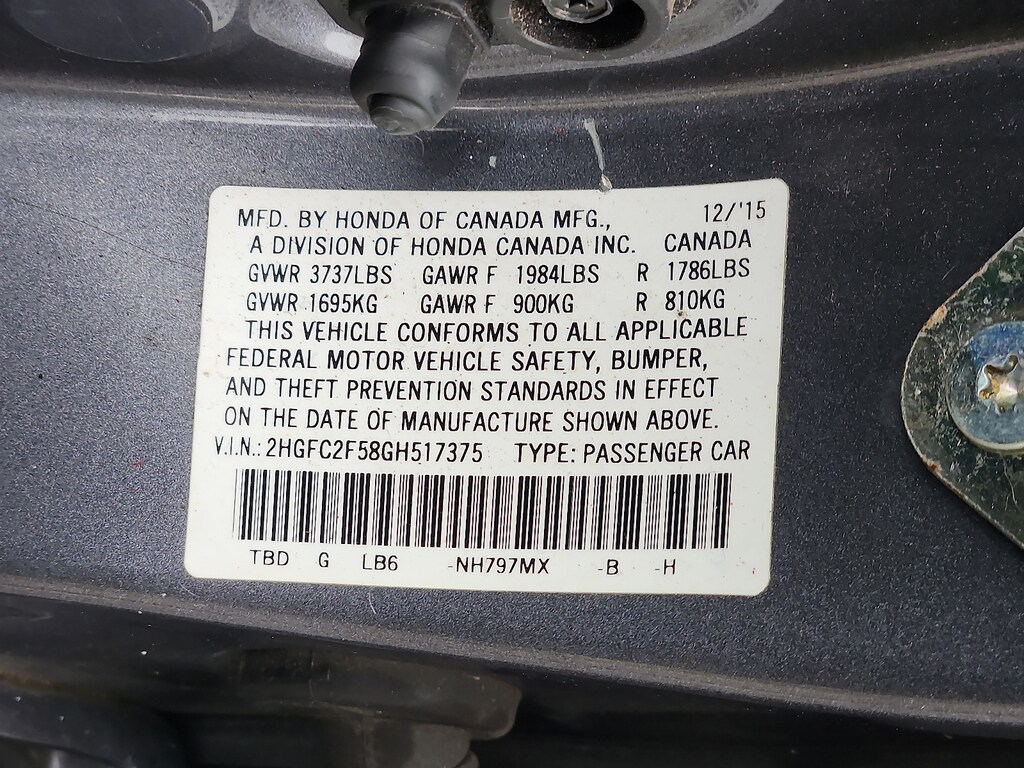 MFD. BY HONDA OF CANADA MFG., 12/'15
A DIVISION OF HONDA CANADA INC. CANADA
GVWR 3737LBS GAWR F 1984LBS R 1786LBS
GVWR 1695KG GAWR F 900KG R 810KG
THIS VEHICLE CONFORMS TO ALL APPLICABLE
FEDERAL MOTOR VEHICLE SAFETY, BUMPER,
AND THEFT PREVENTION STANDARDS IN EFFECT
ON THE DATE OF MANUFACTURE SHOWN ABOVE.
V.I.N.: 2HGFC2F58GH517375 TYPE: PASSENGER CAR
TBD G LB6 -NH797MX -B -H